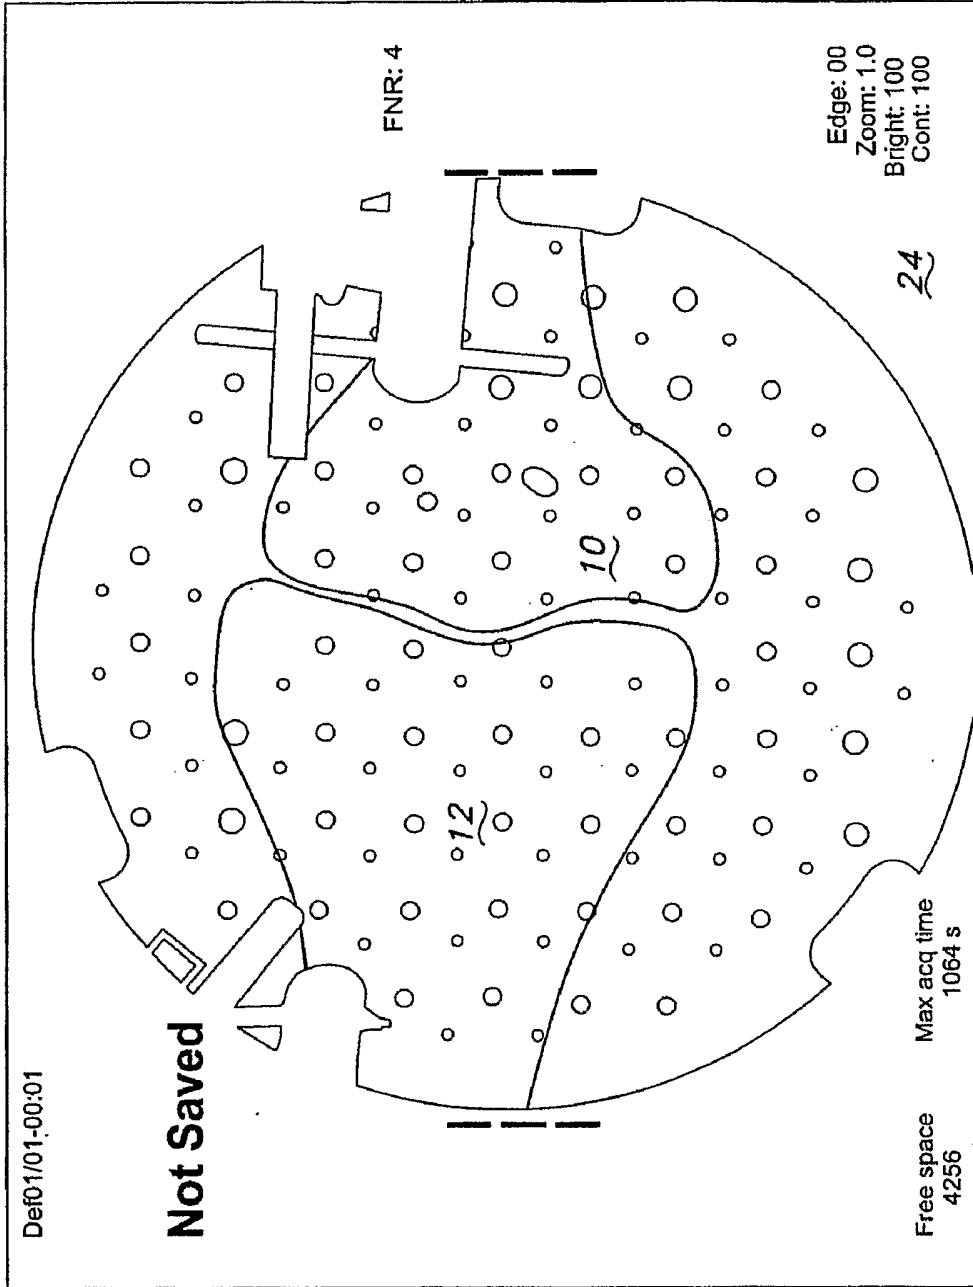 Def01/01-00:01
Not Saved
FNR: 4
12
10
24
Free space
4256
Max acq time
1064 s
Edge: 00
Zoom: 1.0
Bright: 100
Cont: 100